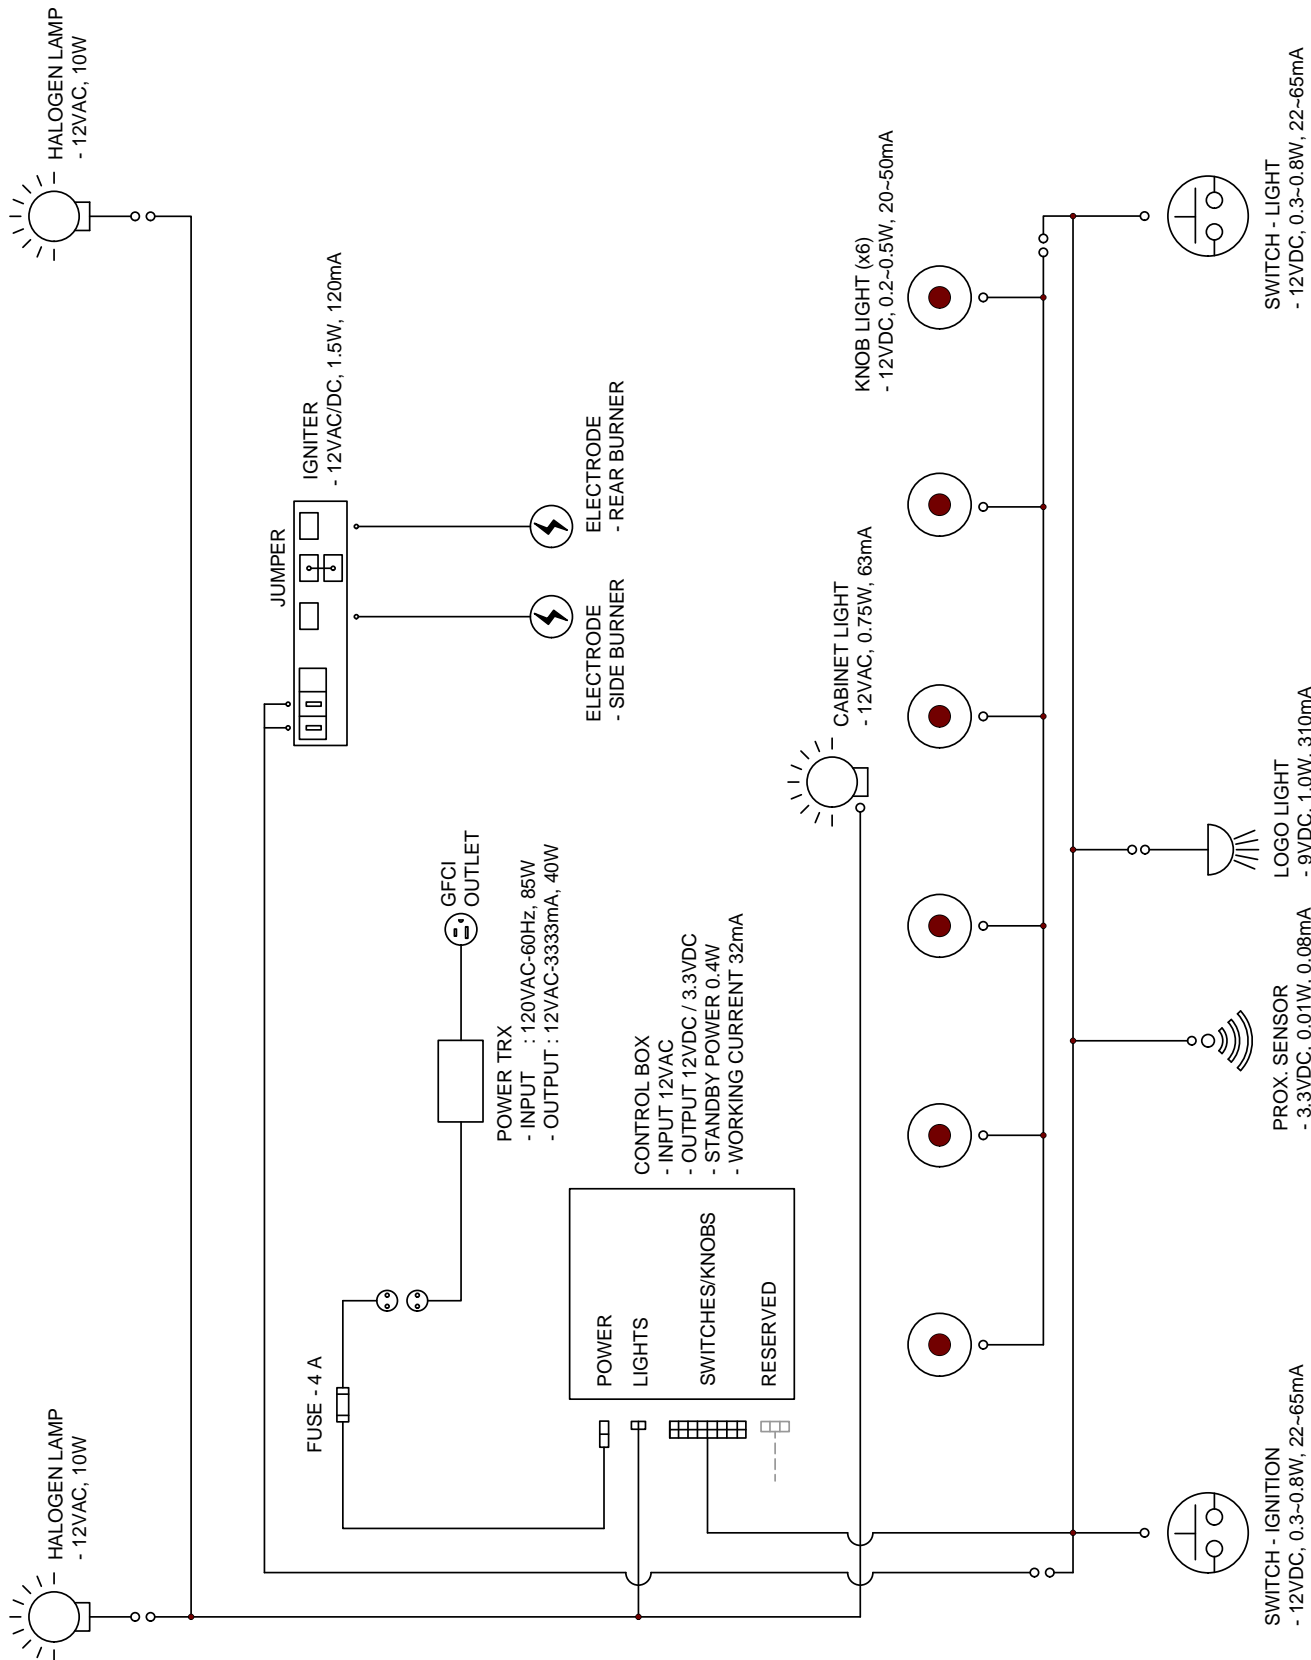 HALOGEN LAMP
- 12VAC, 10W
HALOGEN LAMP
- 12VAC, 10W
FUSE - 4 A
GFCI
OUTLET
POWER TRX
- INPUT : 120VAC-60Hz, 85W
- OUTPUT : 12VAC-3333mA, 40W
JUMPER
IGNITER
- 12VAC/DC, 1.5W, 120mA
ELECTRODE
- SIDE BURNER
ELECTRODE
- REAR BURNER
CONTROL BOX
- INPUT 12VAC
- OUTPUT 12VDC / 3.3VDC
- STANDBY POWER 0.4W
- WORKING CURRENT 32mA
POWER
LIGHTS
SWITCHES/KNOBS
RESERVED
CABINET LIGHT
- 12VAC, 0.75W, 63mA
KNOB LIGHT (x6)
- 12VDC, 0.2~0.5W, 20~50mA
SWITCH - IGNITION
- 12VDC, 0.3~0.8W, 22~65mA
PROX. SENSOR
- 3.3VDC, 0.01W, 0.08mA
LOGO LIGHT
- 9VDC, 1.0W, 310mA
SWITCH - LIGHT
- 12VDC, 0.3~0.8W, 22~65mA